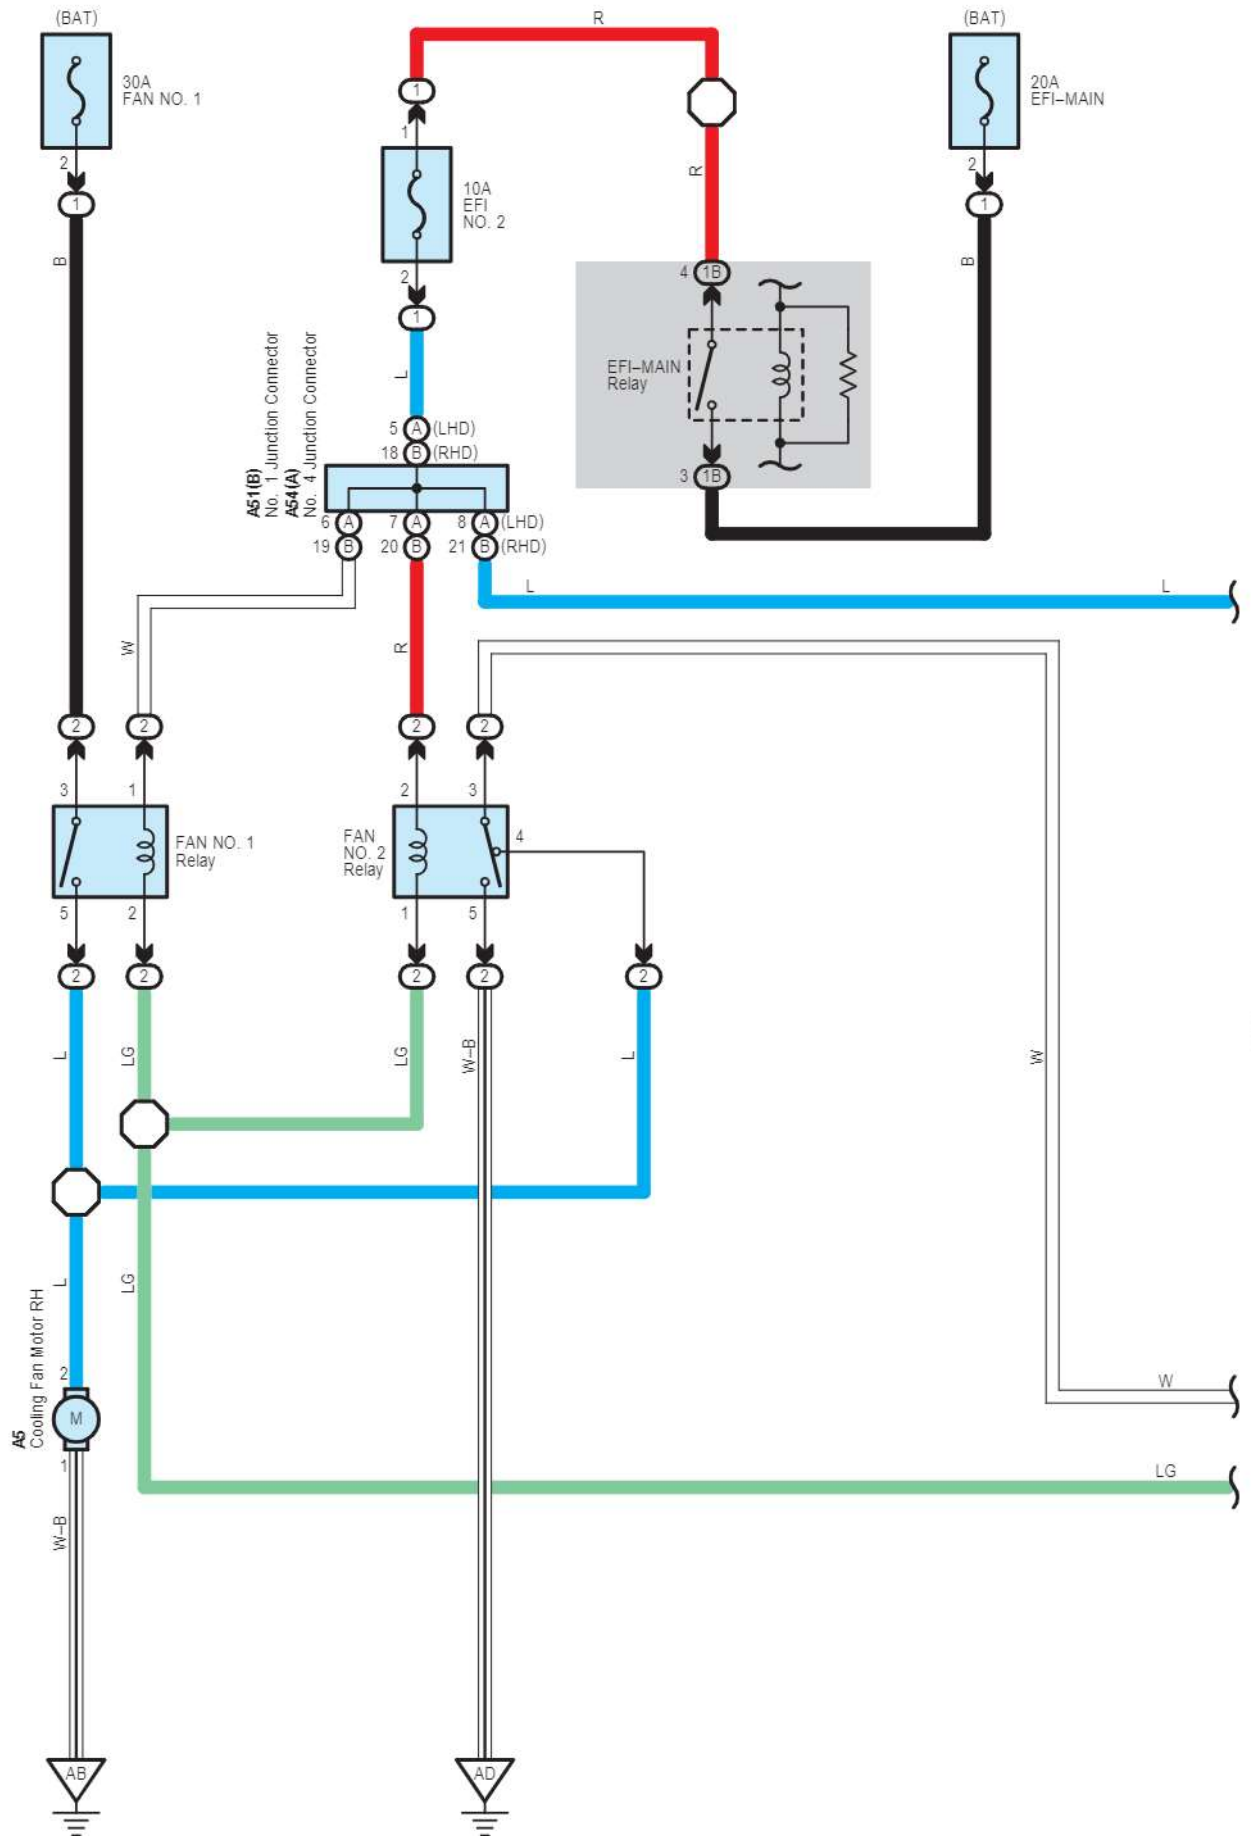 (BAT)
R
(BAT)
30A
FAN NO. 1
20A
EFI–MAIN
1
1
10A
EFI
NO. 2
R
2
2
1
1
B
B
4
1B
2
1
EFI–MAIN
Relay
L
A51(B)
No. 1 Junction Connector
A54(A)
No. 4 Junction Connector
5
A
(LHD)
18
B
(RHD)
3
1B
6
A
7
A
8
A
(LHD)
19
B
20
B
21
B
(RHD)
L
L
W
R
2
2
2
2
3
1
2
3
FAN NO. 1
Relay
FAN
NO. 2
Relay
4
5
2
1
5
2
2
2
2
2
L
LG
LG
W–B
L
W
L
LG
A5
Cooling Fan Motor RH
2
M
1
W
LG
W–B
AB
AD